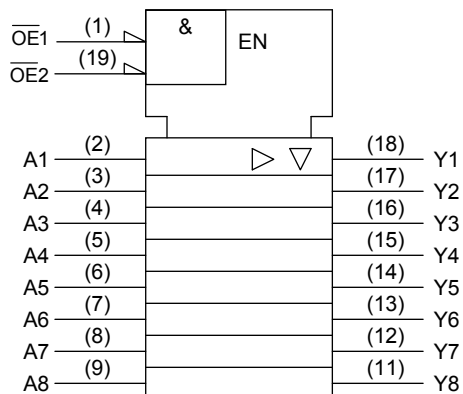 OE1 (1) & EN
OE2 (19)
A1 (2) (18) Y1
A2 (3) (17) Y2
A3 (4) (16) Y3
A4 (5) (15) Y4
A5 (6) (14) Y5
A6 (7) (13) Y6
A7 (8) (12) Y7
A8 (9) (11) Y8